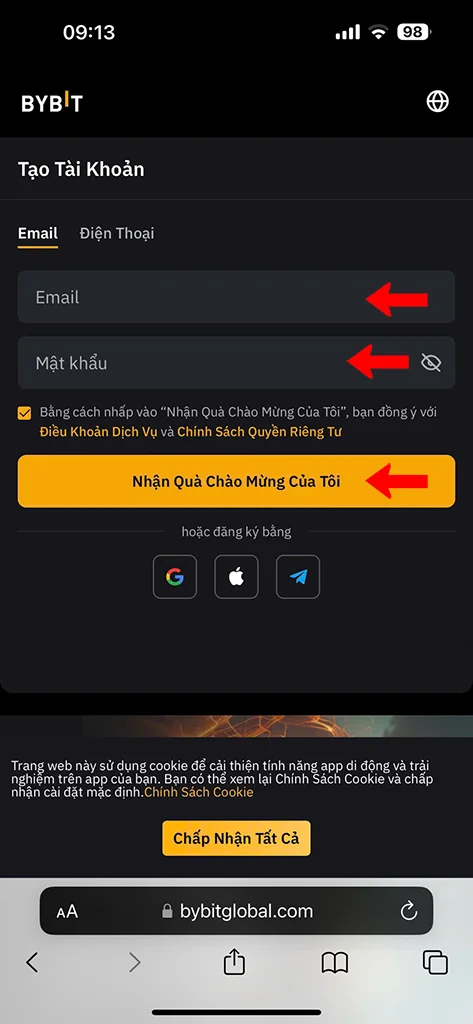 09:13
98
BYBIT
Tạo Tài Khoản
Email
Điện Thoại
Email
Mật khẩu
Bằng cách nhấp vào “Nhận Quà Chào Mừng Của Tôi”, bạn đồng ý với
Điều Khoản Dịch Vụ và Chính Sách Quyền Riêng Tư
Nhận Quà Chào Mừng Của Tôi
hoặc đăng ký bằng
Trang web này sử dụng cookie để cải thiện tính năng app di động và trải
nghiệm trên app của bạn. Bạn có thể xem lại Chính Sách Cookie và chấp
nhận cài đặt mặc định.Chính Sách Cookie
Chấp Nhận Tất Cả
AA
bybitglobal.com